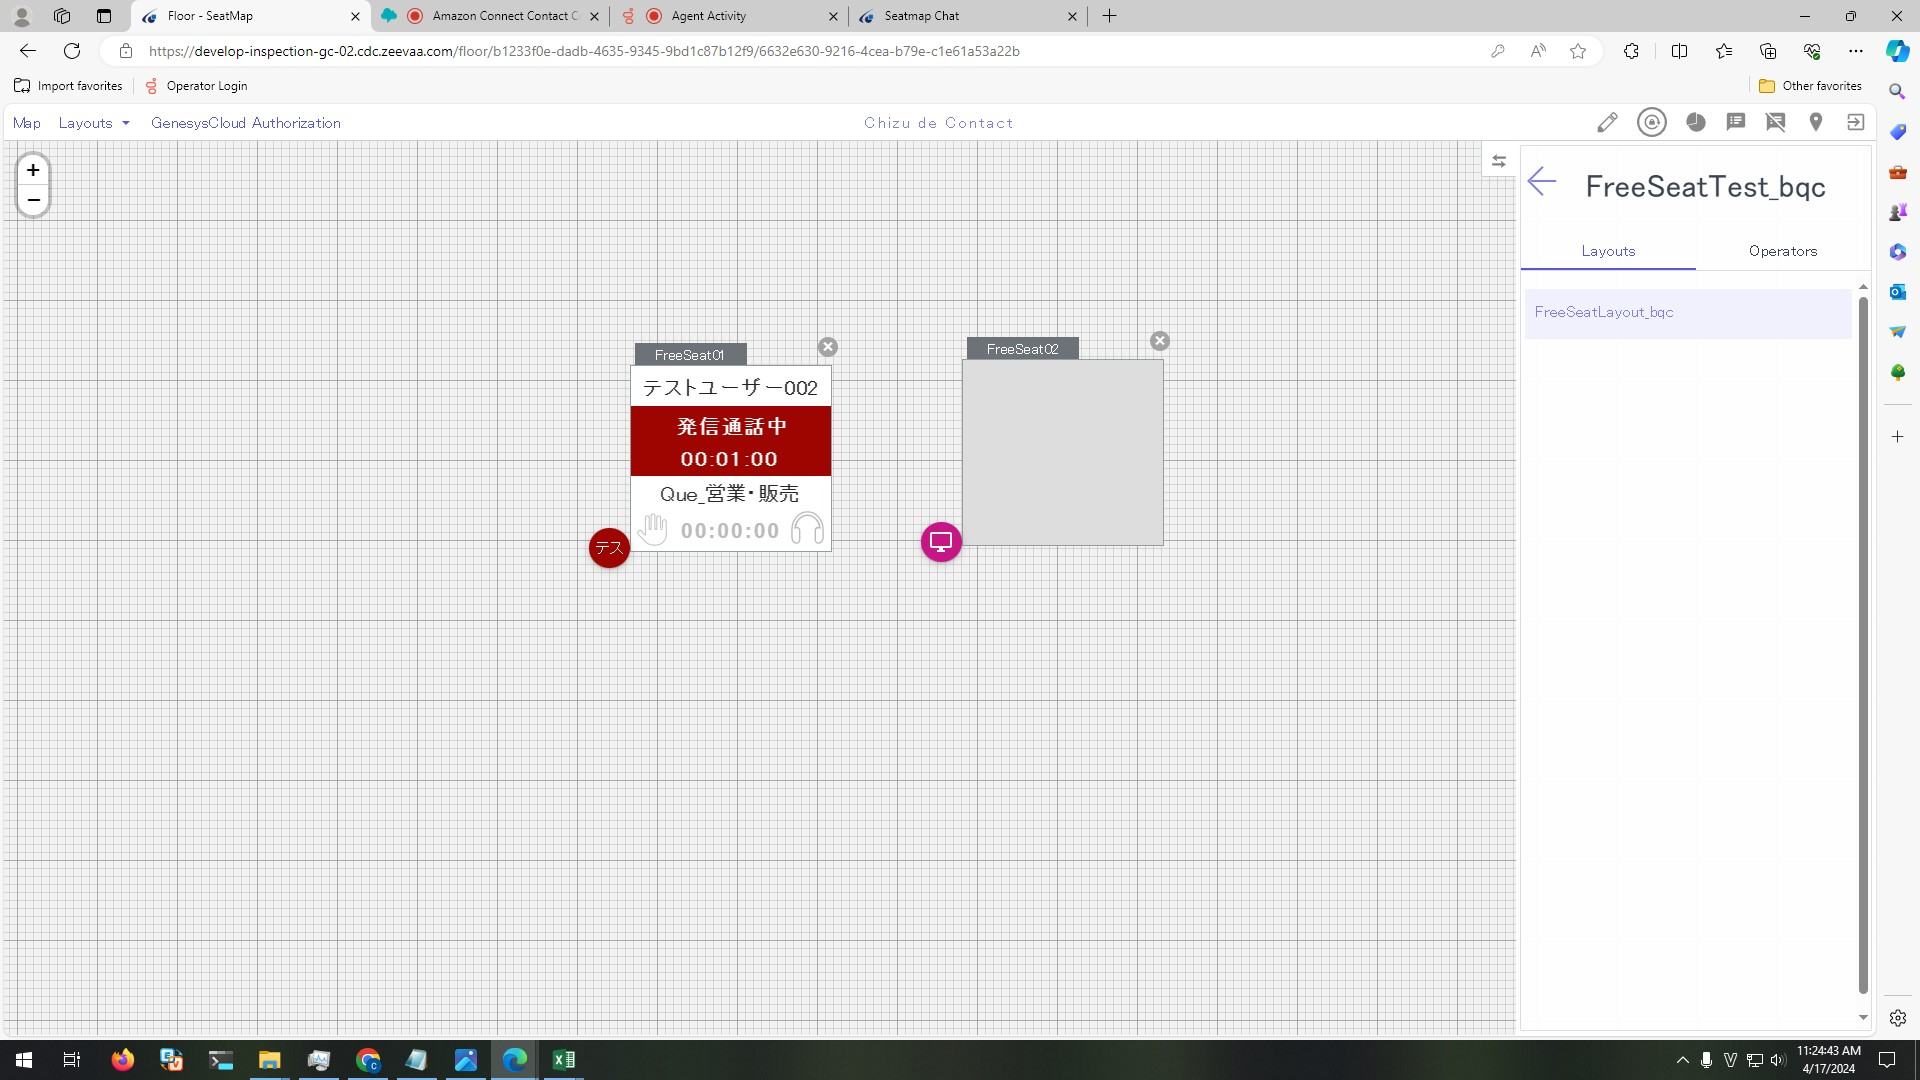 Floor - SeatMap
Amazon Connect Contact C
Agent Activity
Seatmap Chat
https://develop-inspection-gc-02.cdc.zeevaa.com/floor/b1233f0e-dadb-4635-9345-9bd1c87b12f9/6632e630-9216-4cea-b79e-c1e61a53a22b
Import favorites
Operator Login
Other favorites
Map
Layouts
GenesysCloud Authorization
Chizu de Contact
+
−
FreeSeatTest_bqc
Layouts
Operators
FreeSeatLayout_bqc
FreeSeat01
テストユーザー002
発信通話中
00:01:00
Que_営業・販売
00:00:00
テス
FreeSeat02
11:24:43 AM
4/17/2024